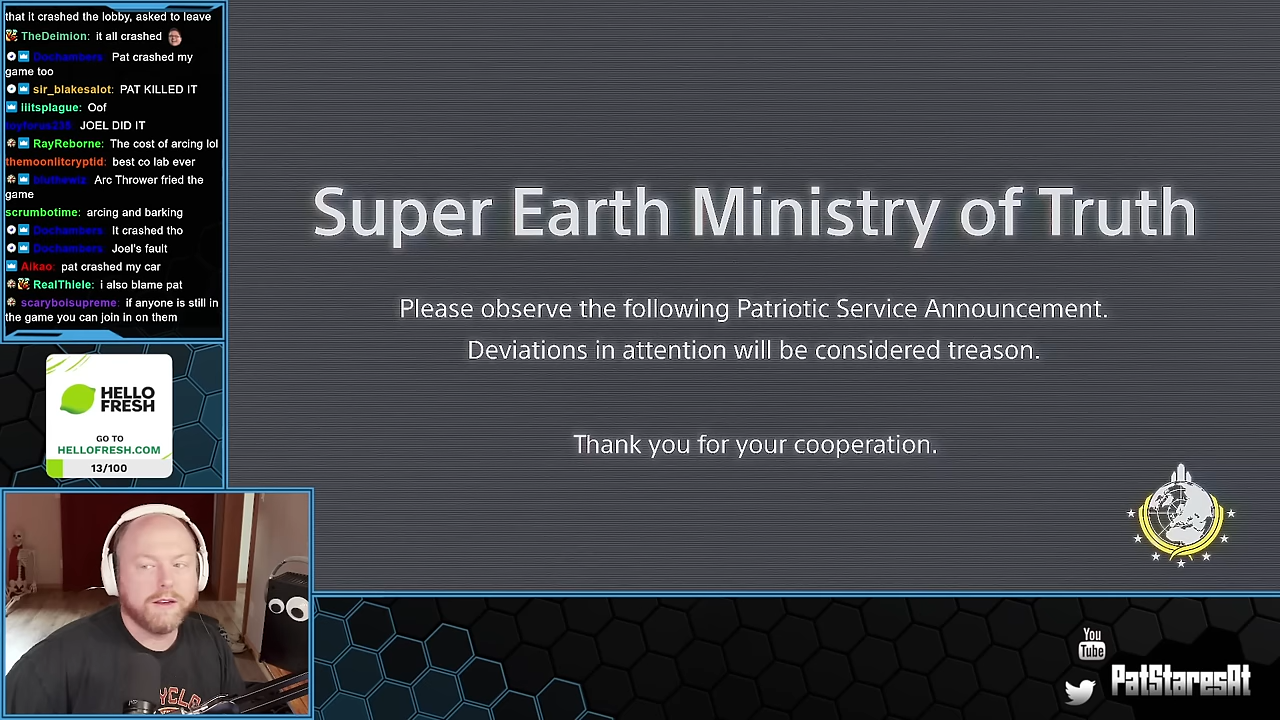 that it crashed the lobby, asked to leave
TheDeimion: it all crashed
Dochambers Pat crashed my
game too
sir_blakesalot: PAT KILLED IT
liitsplague: Oof
JOEL DID IT
RayReborne: The cost of arcing lol
themoonlitcryptid: best co lab ever
Arc Thrower fried the
game
scrumbotime: arcing and barking
Dochambers It crashed tho
Dochambers Joel's fault
Aikao: pat crashed my car
RealThiele: i also blame pat
scaryboisupreme: if anyone is still in
the game you can join in on them
HELLO
FRESH
GO TO
HELLOFRESH.COM
13/100
Super Earth Ministry of Truth
Please observe the following Patriotic Service Announcement.
Deviations in attention will be considered treason.
Thank you for your cooperation.
You
Tube
PatStaresAt